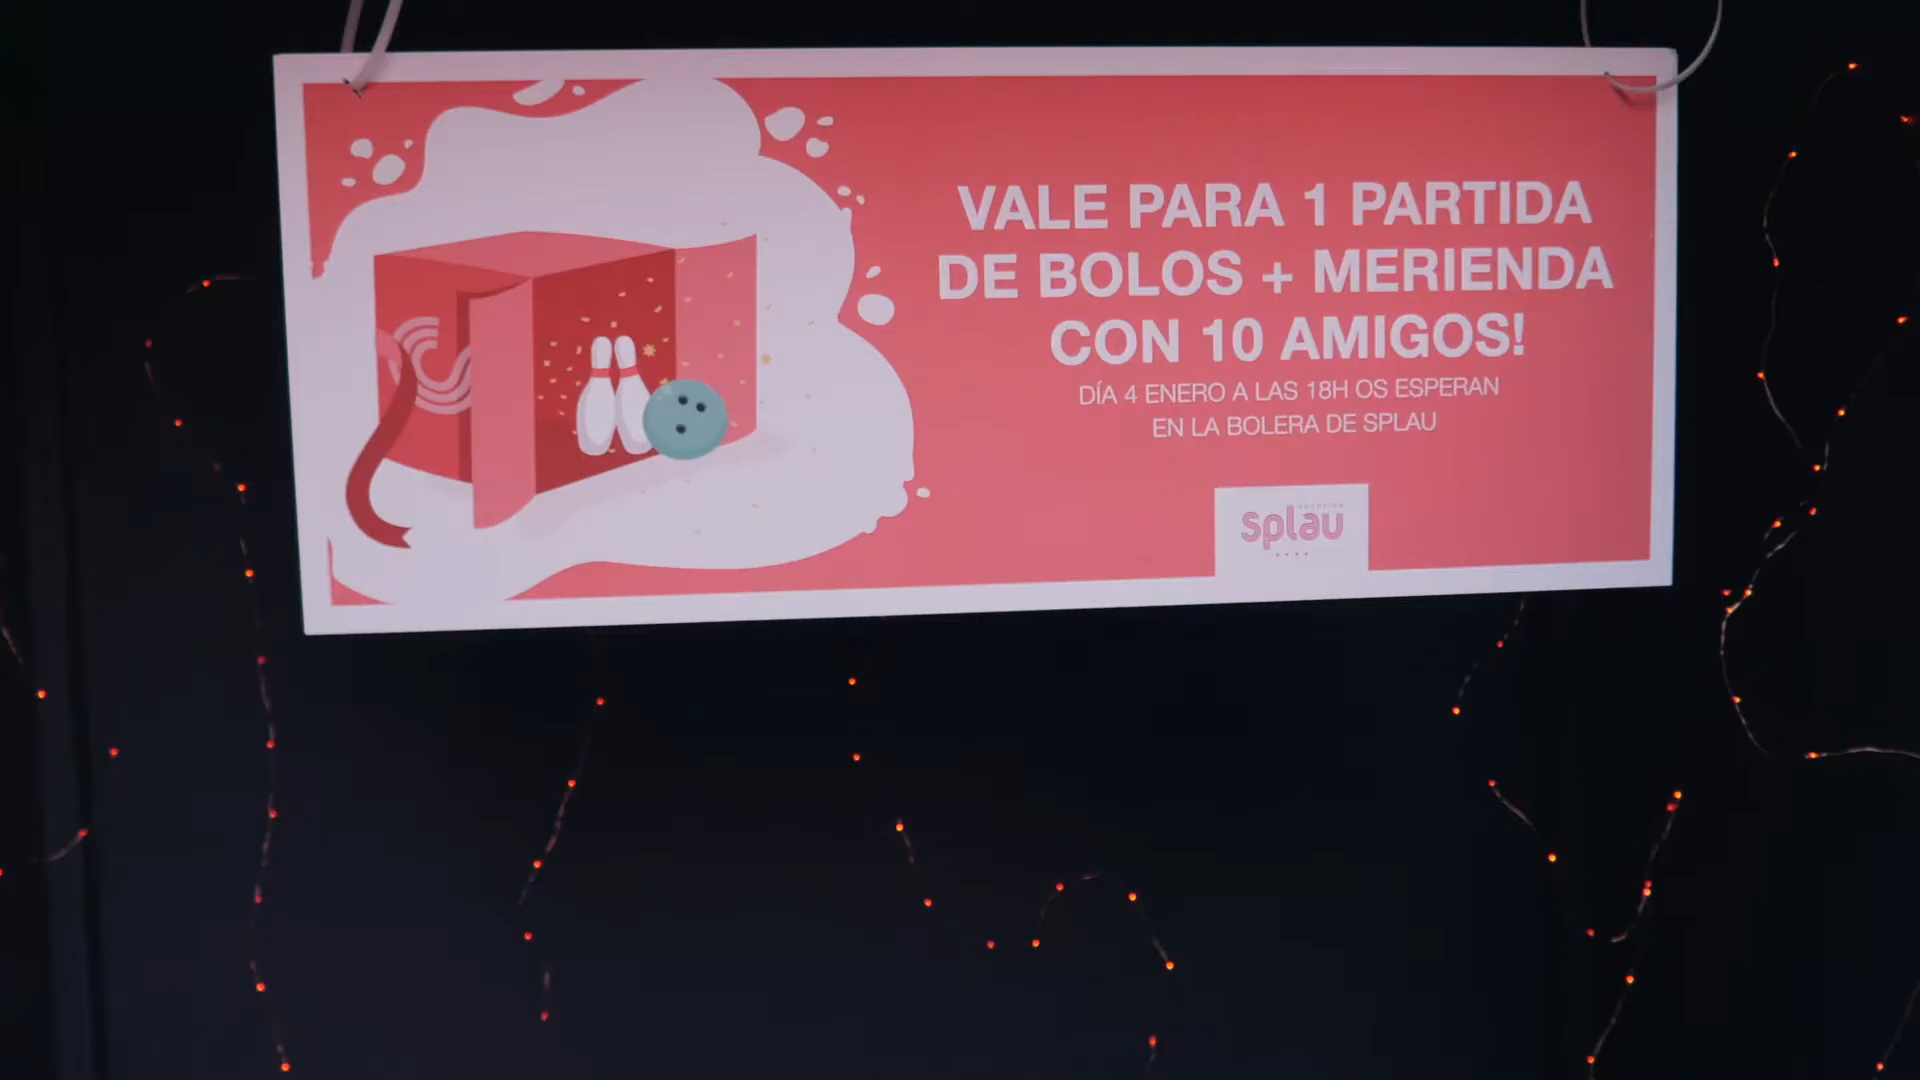 VALE PARA 1 PARTIDA
DE BOLOS + MERIENDA
CON 10 AMIGOS!
DÍA 4 ENERO A LAS 18H OS ESPERAN
EN LA BOLERA DE SPLAU
splau